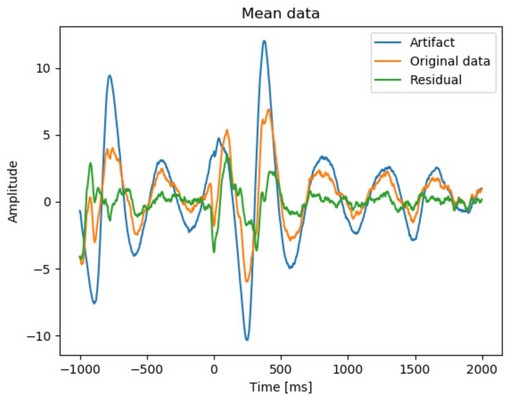 Mean data
Artifact
Original data
Residual
10
5
0
−5
−10
Amplitude
−1000 −500 0 500 1000 1500 2000
Time [ms]